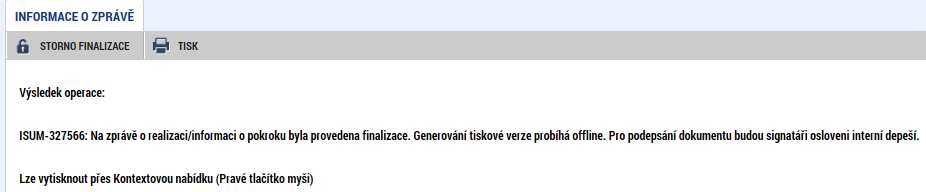 INFORMACE O ZPRÁVĚ
STORNO FINALIZACE TISK
Výsledek operace:
ISUM-327566: Na zprávě o realizaci/informaci o pokroku byla provedena finalizace. Generování tiskové verze probíhá offline. Pro podepsání dokumentu budou signatáři osloveni interní depeší.
Lze vytisknout přes Kontextovou nabídku (Pravé tlačítko myši)